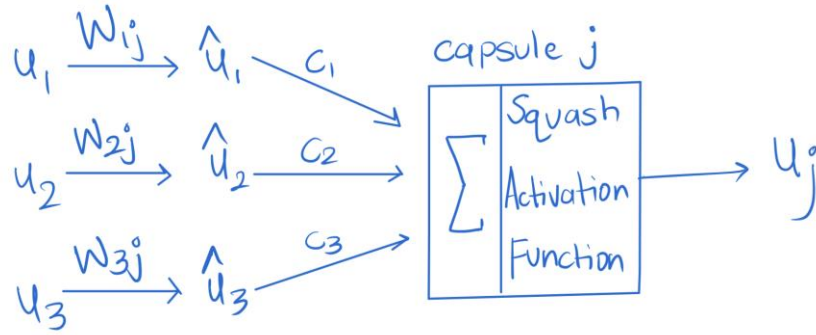 capsule j
u₁ W₁ⱼ û₁ c₁
u₂ W₂ⱼ û₂ c₂
u₃ W₃ⱼ û₃ c₃
∑
Squash
Activation
Function
uⱼ